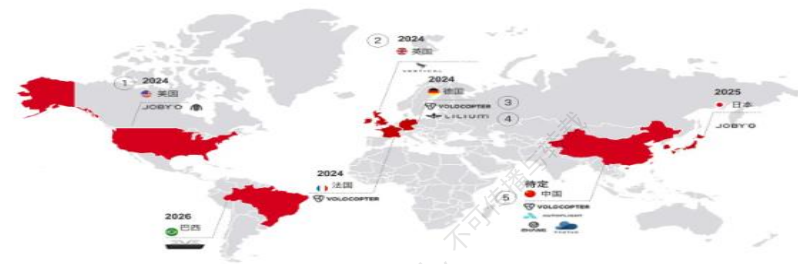 ① 2024
美国
JOBY
② 2024
英国
VERTICAL
2024
德国
VOLOCOPTER ③
LILIUM ④
2025
日本
JOBY
2024
法国
VOLOCOPTER
待定
⑤ 中国
VOLOCOPTER
2026
巴西
EVE